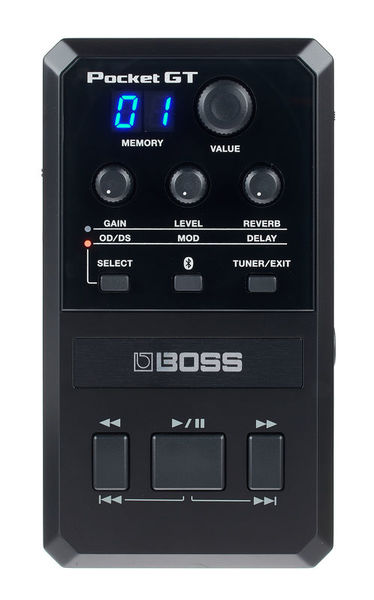 Pocket GT
01
MEMORY
VALUE
GAIN LEVEL REVERB
OD/DS MOD DELAY
SELECT TUNER/EXIT
BOSS